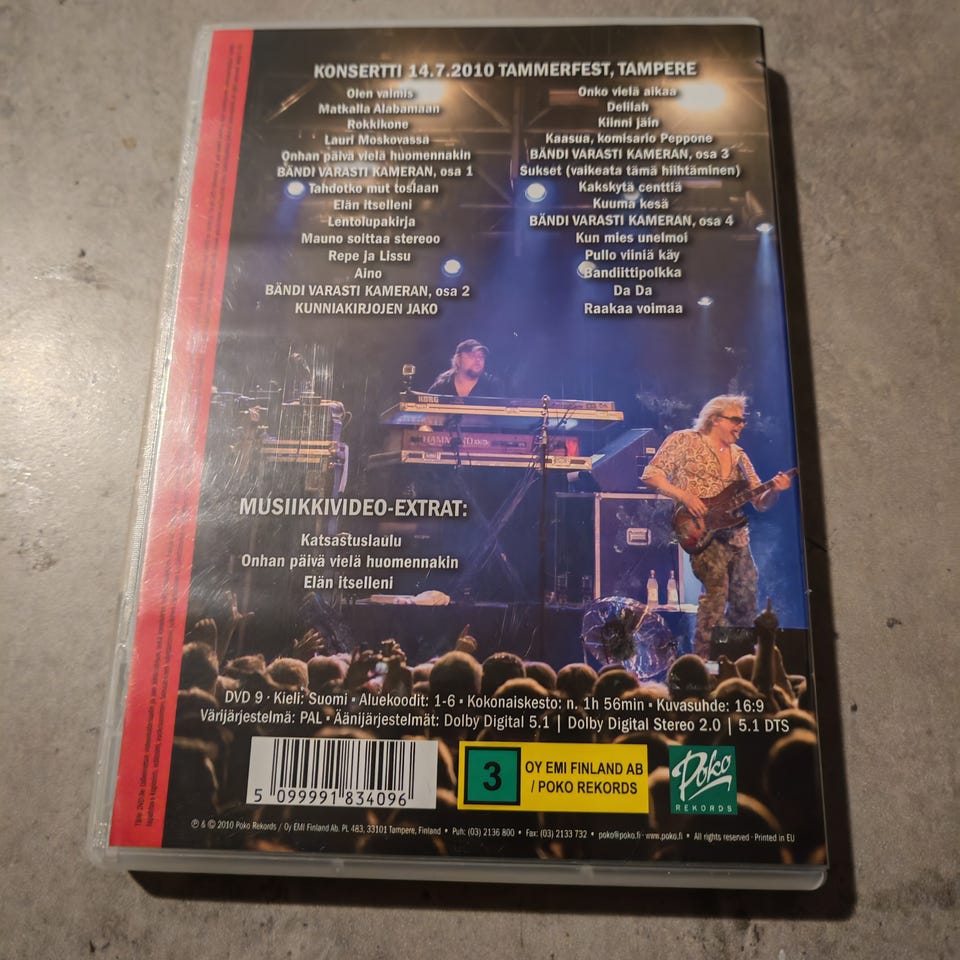 KONSERTTI 14.7.2010 TAMMERFEST, TAMPERE
Olen valmis
Matkalla Alabamaan
Rokkikone
Lauri Moskovassa
Onhan päivä vielä huomennakin
BÄNDI VARASTI KAMERAN, osa 1
Tahdotko mut tosiaan
Elän Itselleni
Lentolupakirja
Mauno soittaa stereoo
Repe ja Lissu
Aino
BÄNDI VARASTI KAMERAN, osa 2
KUNNIAKIRJOJEN JAKO
Onko vielä aikaa
Delilah
Kiinni jäin
Kaasua, komisario Peppone
BÄNDI VARASTI KAMERAN, osa 3
Sukset (vaikeata tämä hiihtäminen)
Kakskytä centtiä
Kuuma kesä
BÄNDI VARASTI KAMERAN, osa 4
Kun mies unelmoi
Pullo viiniä käy
Bandiittipolkka
Da Da
Raakaa voimaa
KORG
HAMMOND
MUSIIKKIVIDEO-EXTRAT:
Katsastuslaulu
Onhan päivä vielä huomennakin
Elän itselleni
DVD 9 • Kieli: Suomi • Aluekoodit: 1-6 • Kokonaiskesto: n. 1h 56min • Kuvasuhde: 16:9
Värijärjestelmä: PAL • Äänijärjestelmät: Dolby Digital 5.1 | Dolby Digital Stereo 2.0 | 5.1 DTS
5 099991 834096
3
OY EMI FINLAND AB
/ POKO RECORDS
Poko
RECORDS
℗ & © 2010 Poko Rekords / Oy EMI Finland Ab. PL 483, 33101 Tampere, Finland • Puh: (03) 2136 800 • Fax: (03) 2133 732 • poko@poko.fi • www.poko.fi • All rights reserved • Printed in EU